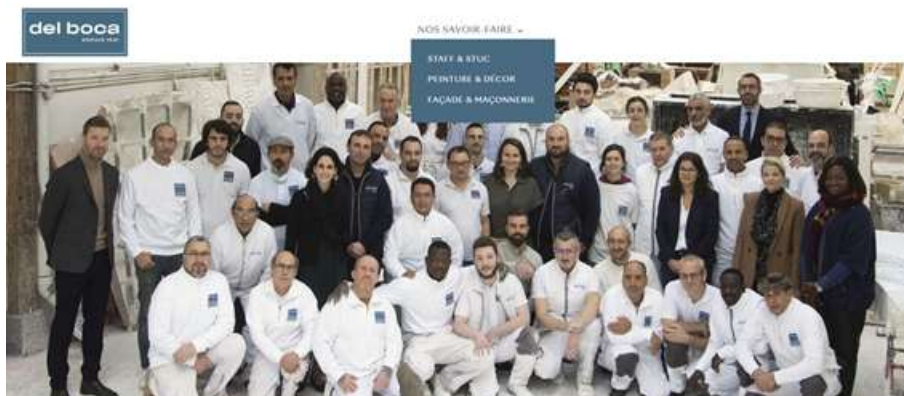 del boca
NOS SAVOIR-FAIRE
STAFF & STUC
PEINTURE & DÉCOR
FAÇADE & MAÇONNERIE